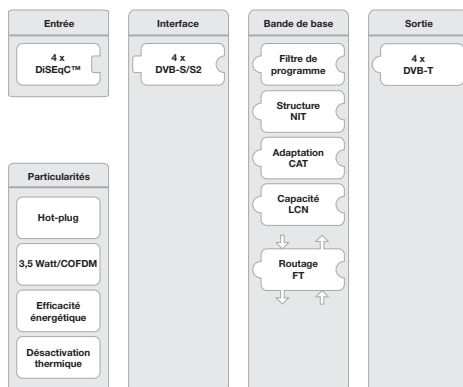 Entrée
4 x
DiSEqC™
Particularités
Hot-plug
3,5 Watt/COFDM
Efficacité
énergétique
Désactivation
thermique
Interface
4 x
DVB-S/S2
Bande de base
Filtre de
programme
Structure
NIT
Adaptation
CAT
Capacité
LCN
Routage
FT
Sortie
4 x
DVB-T